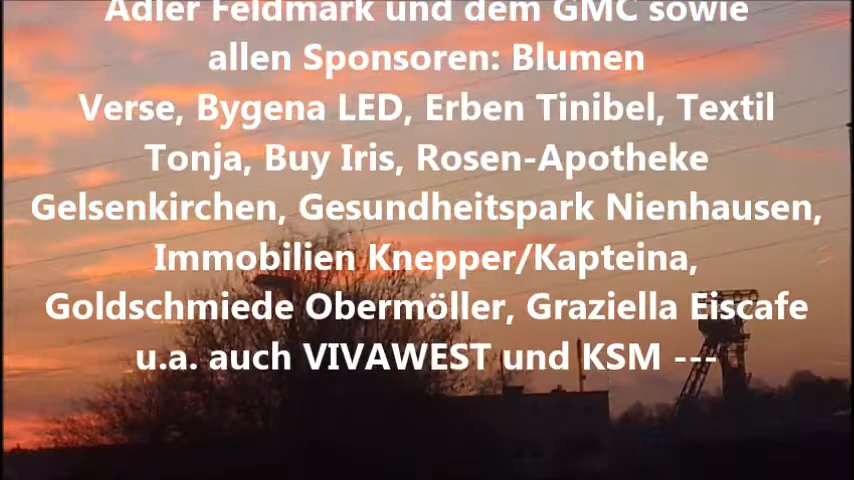 Adler Feldmark und dem GMC sowie
allen Sponsoren: Blumen
Verse, Bygena LED, Erben Tinibel, Textil
Tonja, Buy Iris, Rosen-Apotheke
Gelsenkirchen, Gesundheitspark Nienhausen,
Immobilien Knepper/Kapteina,
Goldschmiede Obermöller, Graziella Eiscafe
u.a. auch VIVAWEST und KSM ---